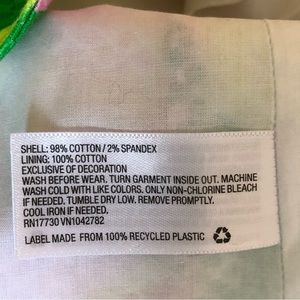 SHELL: 98% COTTON / 2% SPANDEX
LINING: 100% COTTON
EXCLUSIVE OF DECORATION
WASH BEFORE WEAR. TURN GARMENT INSIDE OUT. MACHINE
WASH COLD WITH LIKE COLORS. ONLY NON-CHLORINE BLEACH
IF NEEDED. TUMBLE DRY LOW. REMOVE PROMPTLY.
COOL IRON IF NEEDED.
RN17730 VN1042782
LABEL MADE FROM 100% RECYCLED PLASTIC